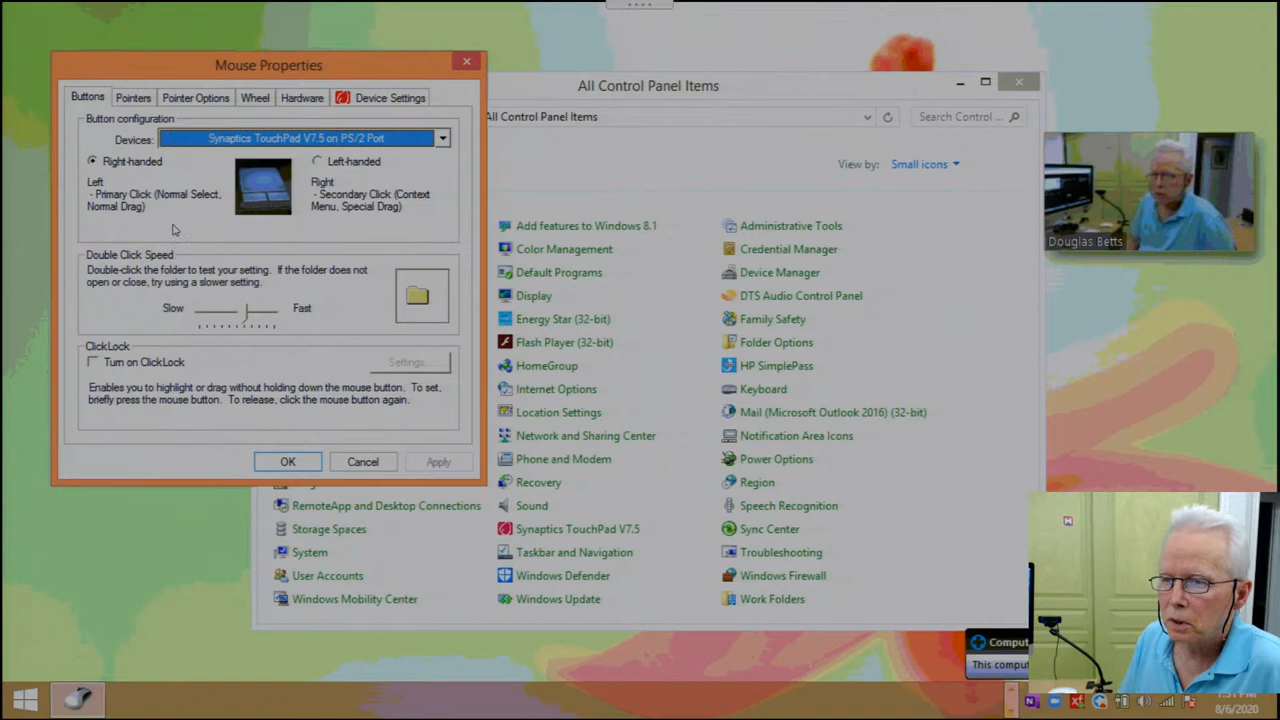 Mouse Properties
Buttons
Pointers
Pointer Options
Wheel
Hardware
Device Settings
Button configuration
Devices:
Synaptics TouchPad V7.5 on PS/2 Port
Right-handed
Left-handed
Left
- Primary Click (Normal Select,
Normal Drag)
Right
- Secondary Click (Context
Menu, Special Drag)
Double Click Speed
Double-click the folder to test your setting. If the folder does not
open or close, try using a slower setting.
Slow
Fast
ClickLock
Turn on ClickLock
Settings...
Enables you to highlight or drag without holding down the mouse button. To set,
briefly press the mouse button. To release, click the mouse button again.
OK
Cancel
Apply
All Control Panel Items
All Control Panel Items
Search Control ...
View by:
Small icons
Add features to Windows 8.1
Administrative Tools
Color Management
Credential Manager
Default Programs
Device Manager
Display
DTS Audio Control Panel
Energy Star (32-bit)
Family Safety
Flash Player (32-bit)
Folder Options
HomeGroup
HP SimplePass
Internet Options
Keyboard
Location Settings
Mail (Microsoft Outlook 2016) (32-bit)
Network and Sharing Center
Notification Area Icons
Phone and Modem
Power Options
Recovery
Region
RemoteApp and Desktop Connections
Sound
Speech Recognition
Storage Spaces
Synaptics TouchPad V7.5
Sync Center
System
Taskbar and Navigation
Troubleshooting
User Accounts
Windows Defender
Windows Firewall
Windows Mobility Center
Windows Update
Work Folders
Douglas Betts
Comput
This comput
8/6/2020